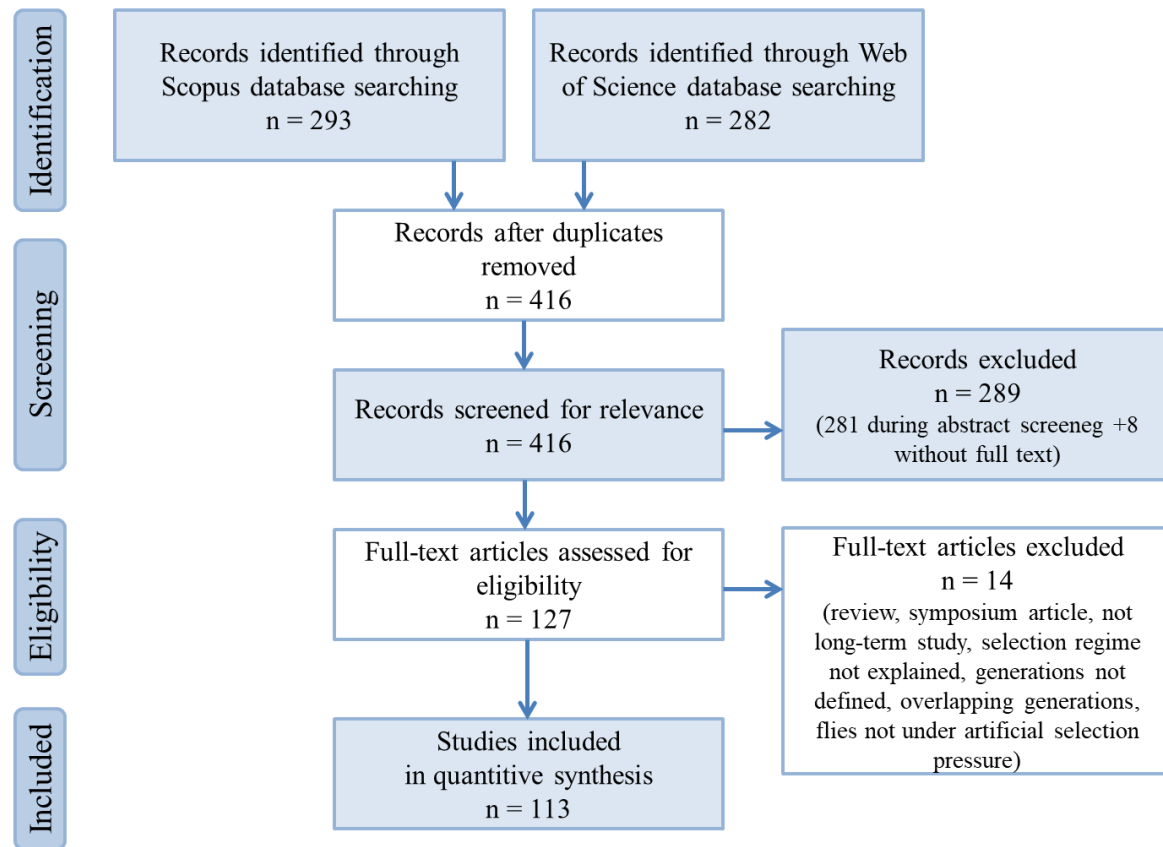 Identification
Records identified through
Scopus database searching
n = 293
Records identified through Web
of Science database searching
n = 282
Screening
Records after duplicates
removed
n = 416
Records screened for relevance
n = 416
Records excluded
n = 289
(281 during abstract screeneg +8
without full text)
Eligibility
Full-text articles assessed for
eligibility
n = 127
Full-text articles excluded
n = 14
(review, symposium article, not
long-term study, selection regime
not explained, generations not
defined, overlapping generations,
flies not under artificial selection
pressure)
Included
Studies included
in quantitive synthesis
n = 113